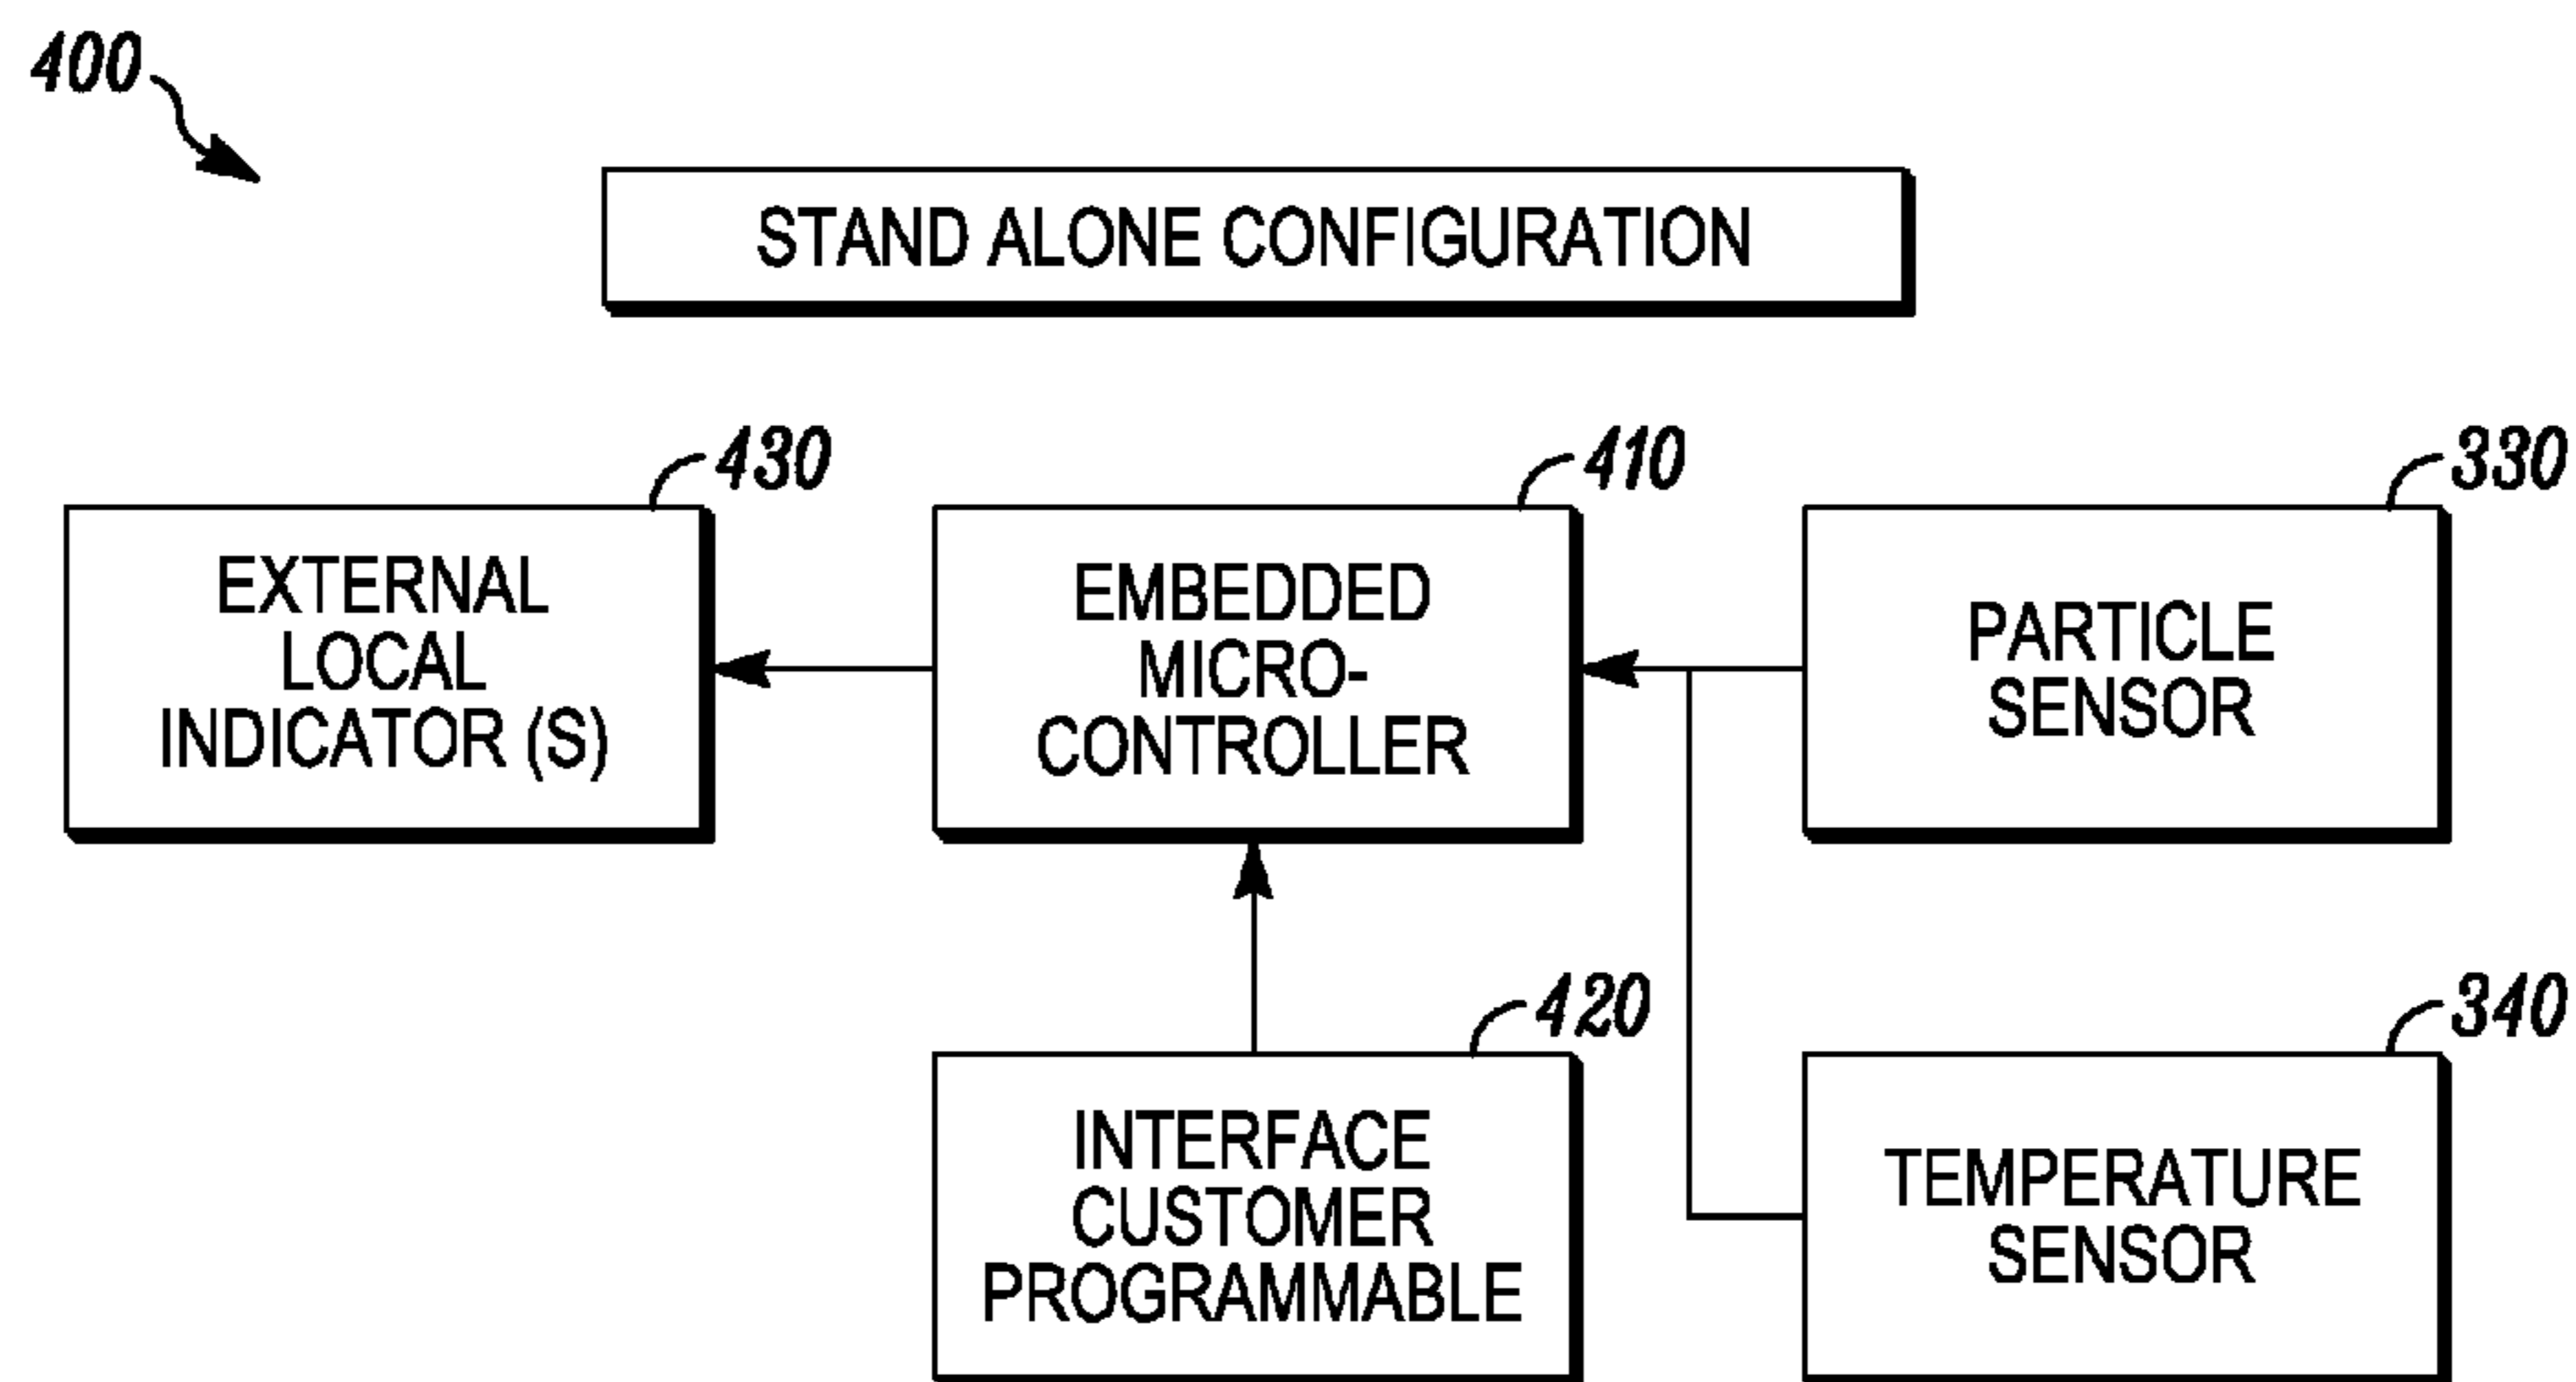 400
STAND ALONE CONFIGURATION
430
EXTERNAL
LOCAL
INDICATOR (S)
410
EMBEDDED
MICRO-
CONTROLLER
330
PARTICLE
SENSOR
420
INTERFACE
CUSTOMER
PROGRAMMABLE
340
TEMPERATURE
SENSOR